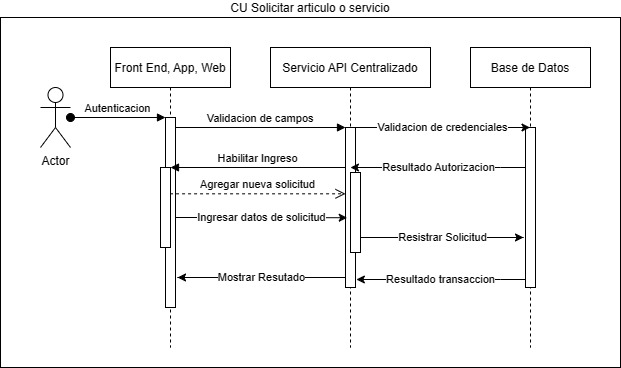 CU Solicitar articulo o servicio
Front End, App, Web
Servicio API Centralizado
Base de Datos
Autenticacion
Validacion de campos
Validacion de credenciales
Actor
Habilitar Ingreso
Resultado Autorizacion
Agregar nueva solicitud
Ingresar datos de solicitud
Resistrar Solicitud
Mostrar Resutado
Resultado transaccion